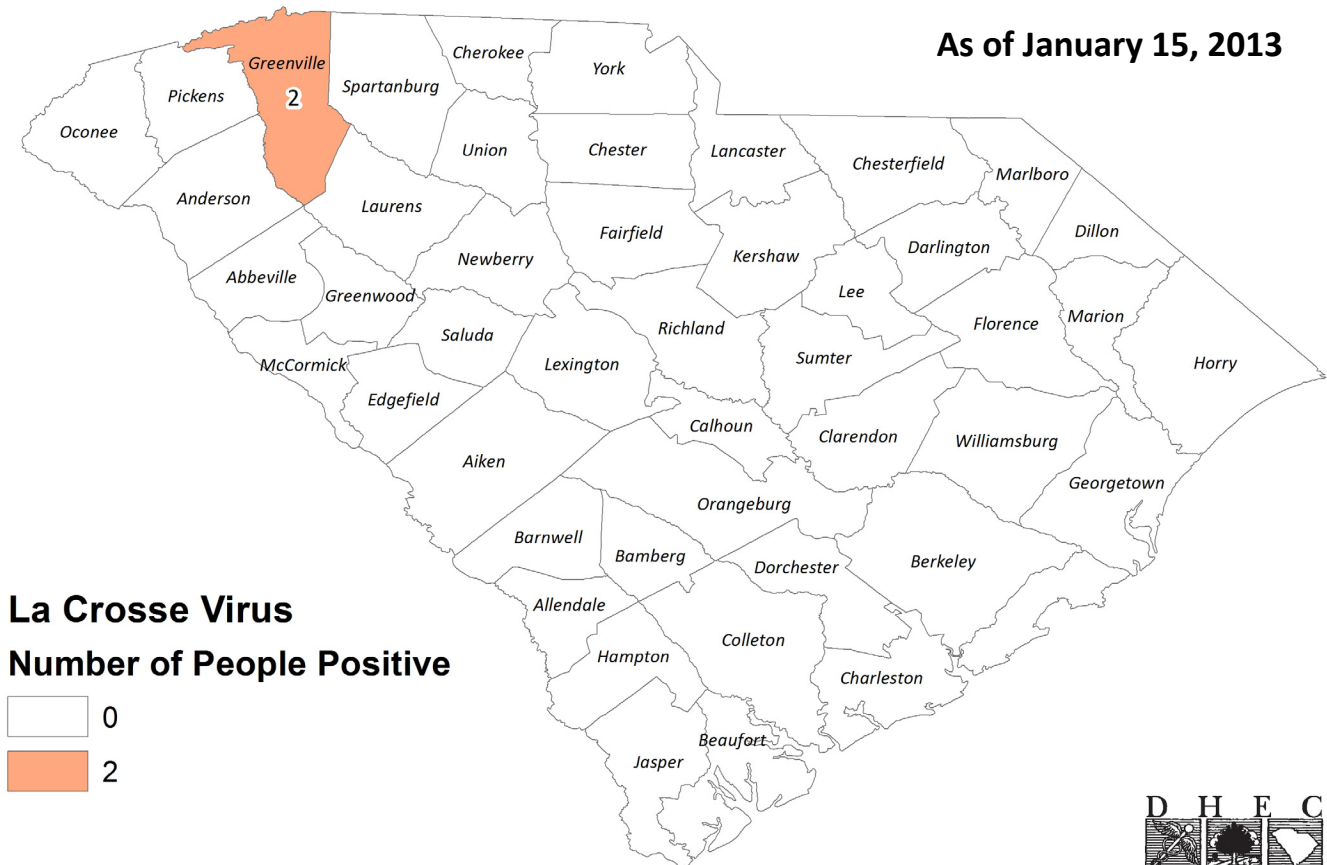 As of January 15, 2013
Cherokee
York
Greenville
Spartanburg
Pickens
2
Oconee
Union
Chester
Lancaster
Chesterfield
Marlboro
Anderson
Laurens
Fairfield
Dillon
Darlington
Newberry
Kershaw
Abbeville
Lee
Greenwood
Marion
Florence
Richland
Saluda
Sumter
McCormick
Lexington
Horry
Edgefield
Calhoun
Clarendon
Williamsburg
Aiken
Georgetown
Orangeburg
Barnwell
Bamberg
Berkeley
Dorchester
Allendale
Colleton
Hampton
Charleston
Beaufort
Jasper
La Crosse Virus
Number of People Positive
0
2
D H E C